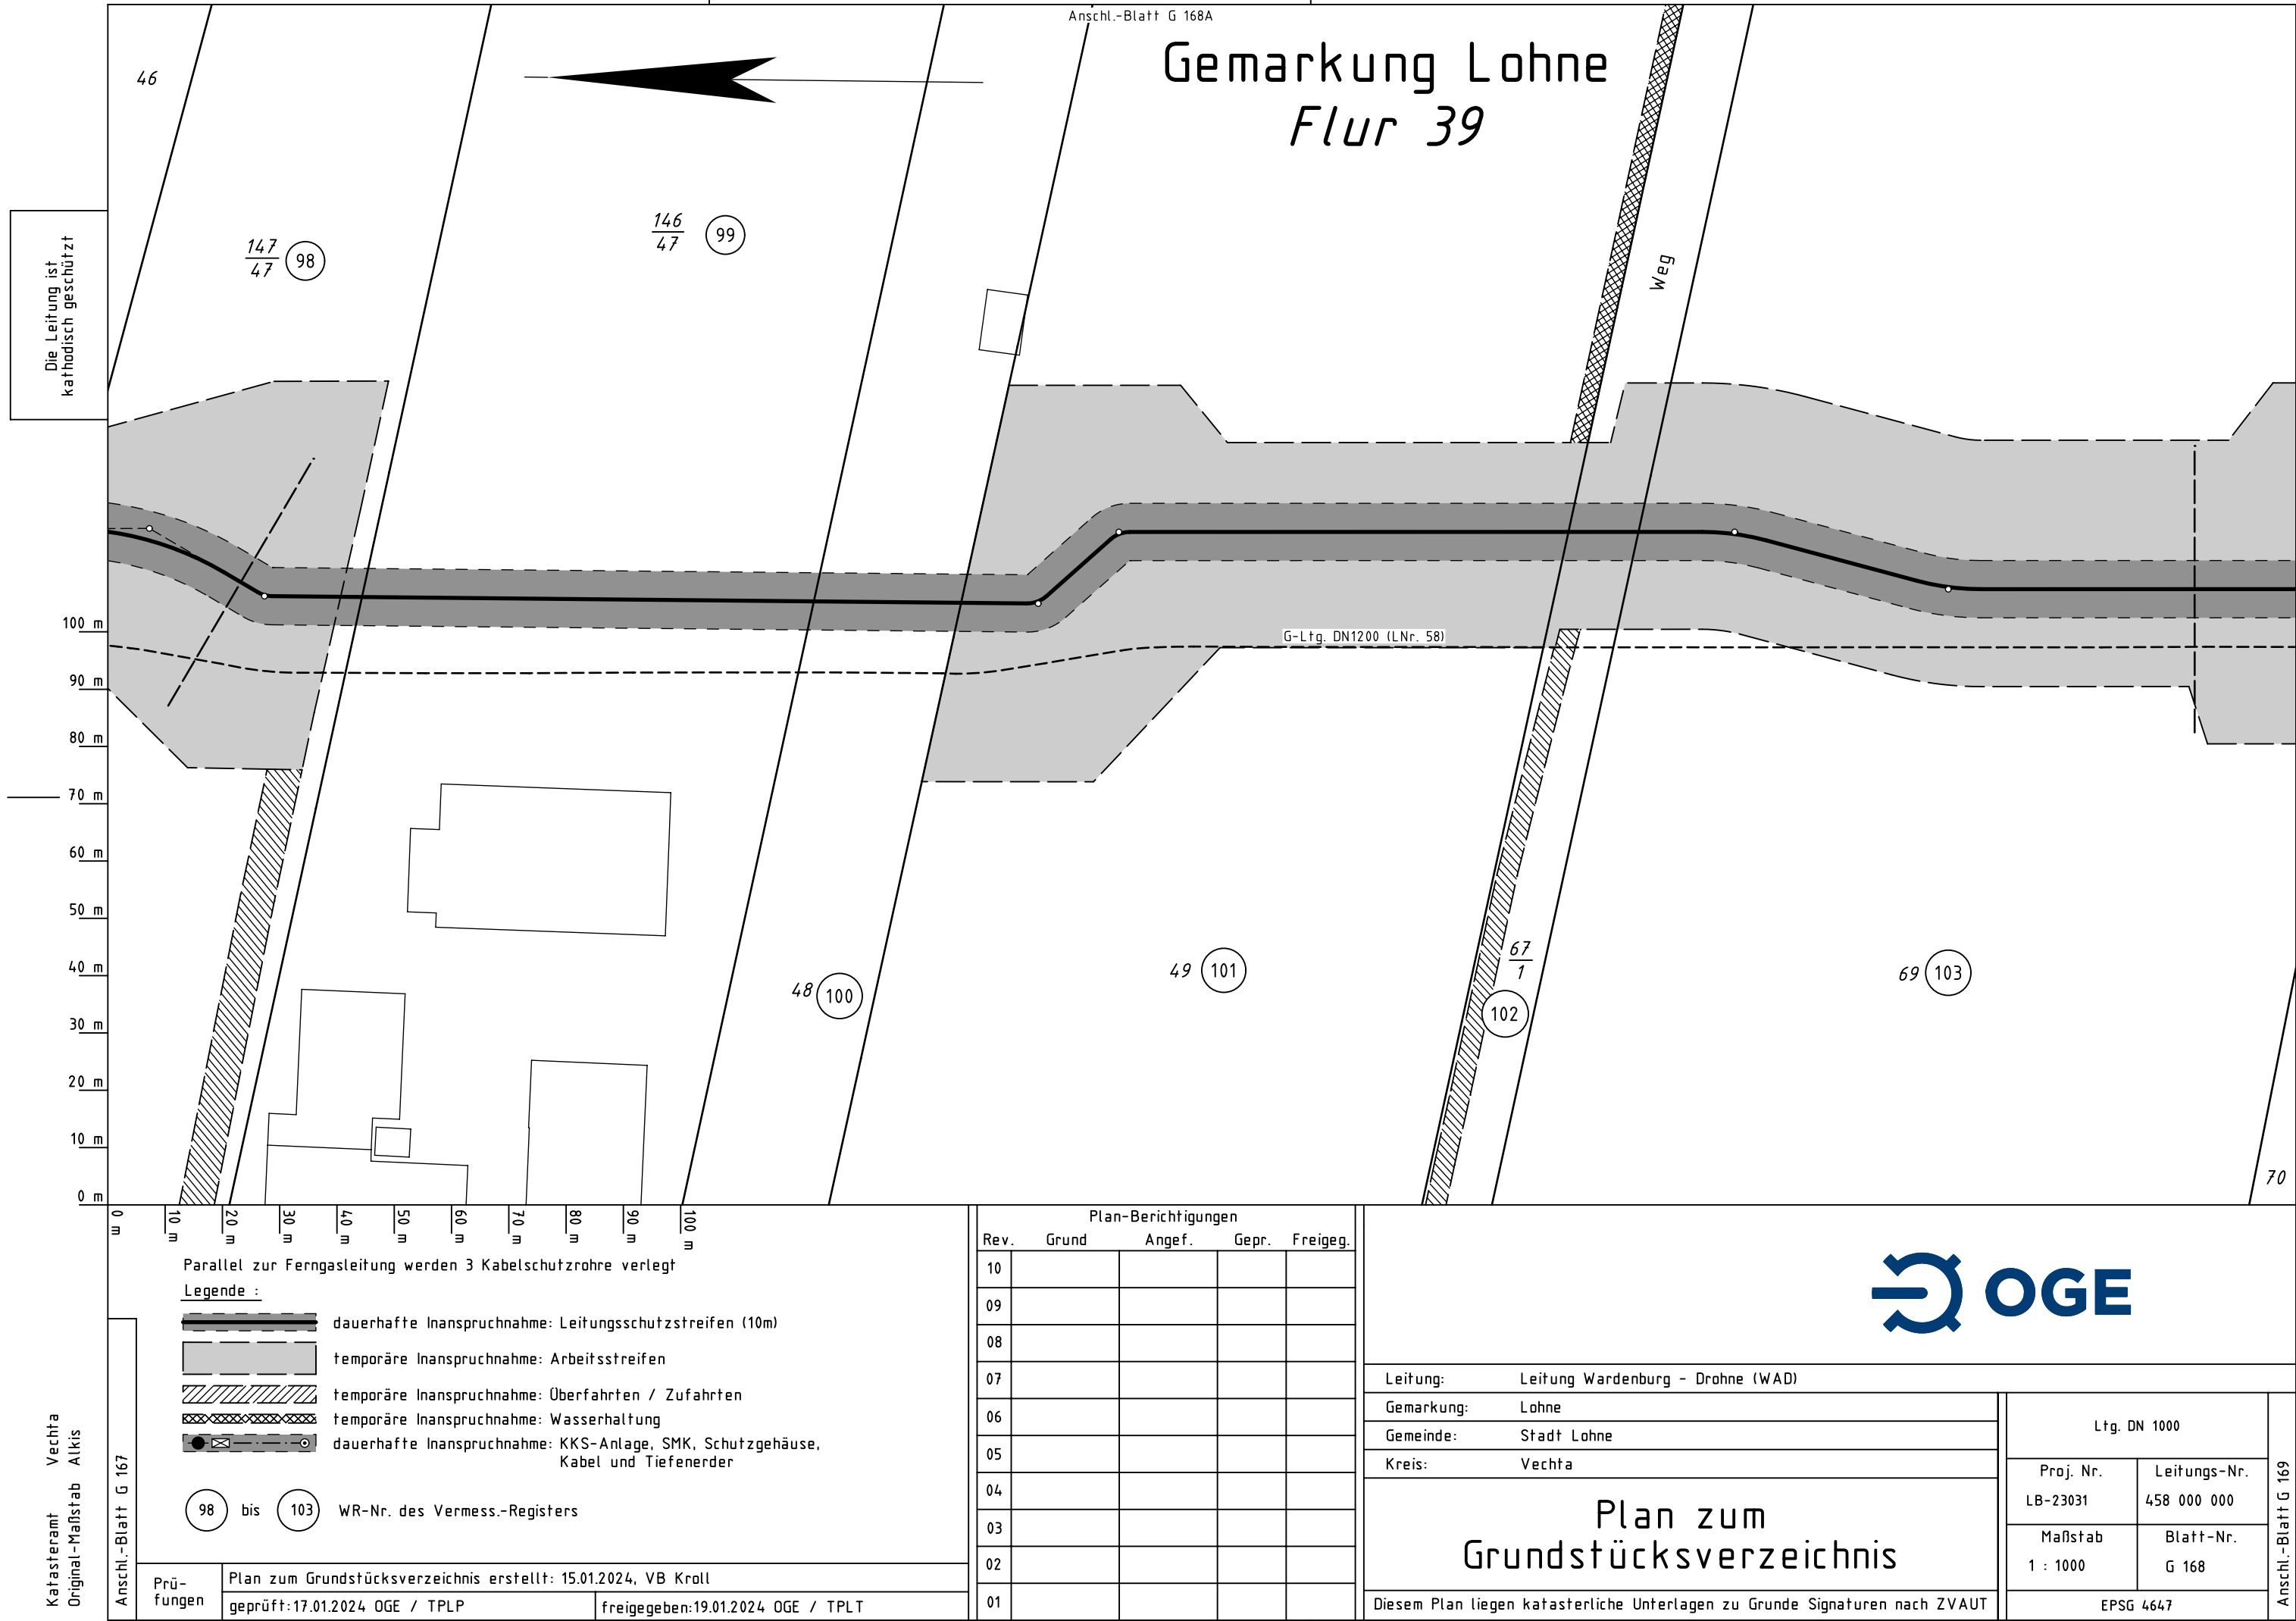 Anschl.-Blatt G 168A
Gemarkung Lohne
Flur 39
46
147
47
98
146
47
99
Weg
Die Leitung ist
kathodisch geschützt
G-Ltg. DN1200 (LNr. 58)
100 m
90 m
80 m
70 m
60 m
50 m
40 m
30 m
20 m
10 m
0 m
48
100
49
101
67
1
102
69
103
70
0 m
10 m
20 m
30 m
40 m
50 m
60 m
70 m
80 m
90 m
100 m
Parallel zur Ferngasleitung werden 3 Kabelschutzrohre verlegt
Legende :
dauerhafte Inanspruchnahme: Leitungsschutzstreifen (10m)
temporäre Inanspruchnahme: Arbeitsstreifen
temporäre Inanspruchnahme: Überfahrten / Zufahrten
temporäre Inanspruchnahme: Wasserhaltung
dauerhafte Inanspruchnahme: KKS-Anlage, SMK, Schutzgehäuse,
Kabel und Tiefenerder
98 bis 103 WR-Nr. des Vermess.-Registers
Katasteramt Vechta
Original-Maßstab Alkis
Anschl.-Blatt G 167
Prü-
fungen
Plan zum Grundstücksverzeichnis erstellt: 15.01.2024, VB Kroll
geprüft:17.01.2024 OGE / TPLP
freigegeben:19.01.2024 OGE / TPLT
Plan-Berichtigungen
Rev. Grund Angef. Gepr. Freigeg.
10
09
08
07
06
05
04
03
02
01
OGE
Leitung: Leitung Wardenburg - Drohne (WAD)
Gemarkung: Lohne
Gemeinde: Stadt Lohne
Kreis: Vechta
Plan zum
Grundstücksverzeichnis
Diesem Plan liegen katasterliche Unterlagen zu Grunde Signaturen nach ZVAUT
Ltg. DN 1000
Proj. Nr.
LB-23031
Leitungs-Nr.
458 000 000
Maßstab
1 : 1000
Blatt-Nr.
G 168
EPSG 4647
Anschl.-Blatt G 169